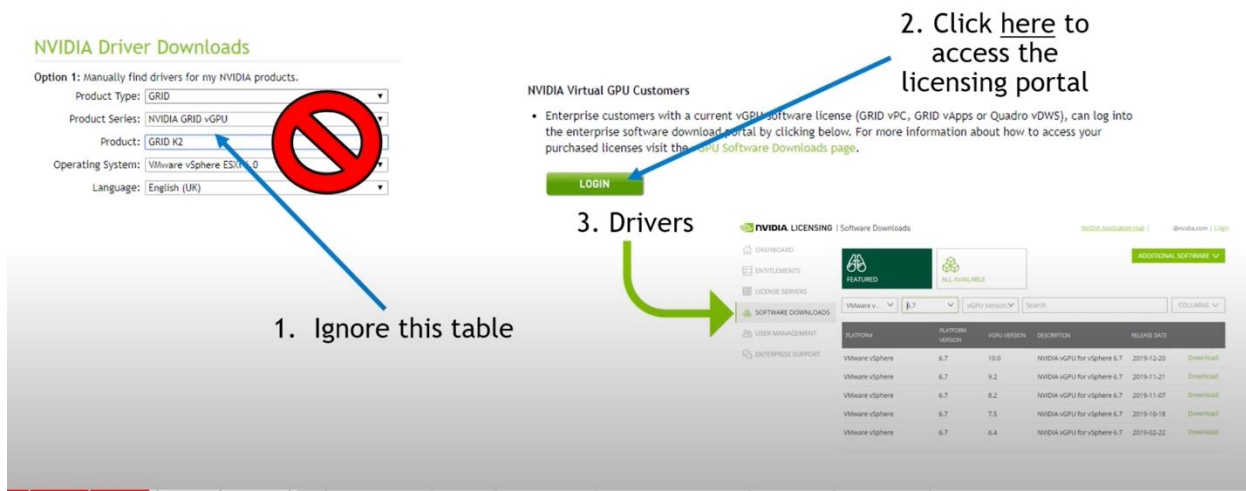 NVIDIA Driver Downloads
Option 1: Manually find drivers for my NVIDIA products.
Product Type: GRID
Product Series: NVIDIA GRID vGPU
Product: GRID K2
Operating System: VMware vSphere ESXi 6.0
Language: English (UK)
1. Ignore this table
2. Click here to
access the
licensing portal
NVIDIA Virtual GPU Customers
• Enterprise customers with a current vGPU software license (GRID vPC, GRID vApps or Quadro vDWS), can log into
the enterprise software download portal by clicking below. For more information about how to access your
purchased licenses visit the vGPU Software Downloads page.
LOGIN
3. Drivers
NVIDIA. LICENSING | Software Downloads
NVIDIA Application Hub | @nvidia.com | Login
DASHBOARD
ENTITLEMENTS
LICENSE SERVERS
SOFTWARE DOWNLOADS
USER MANAGEMENT
ENTERPRISE SUPPORT
FEATURED
ALL AVAILABLE
ADDITIONAL SOFTWARE
VMware v... 6.7 vGPU Version Search COLUMNS
PLATFORM PLATFORM VERSION VGPU VERSION DESCRIPTION RELEASE DATE
VMware vSphere 6.7 10.0 NVIDIA vGPU for vSphere 6.7 2019-12-20 Download
VMware vSphere 6.7 9.2 NVIDIA vGPU for vSphere 6.7 2019-11-21 Download
VMware vSphere 6.7 8.2 NVIDIA vGPU for vSphere 6.7 2019-11-07 Download
VMware vSphere 6.7 7.5 NVIDIA vGPU for vSphere 6.7 2019-10-18 Download
VMware vSphere 6.7 6.4 NVIDIA vGPU for vSphere 6.7 2019-02-22 Download